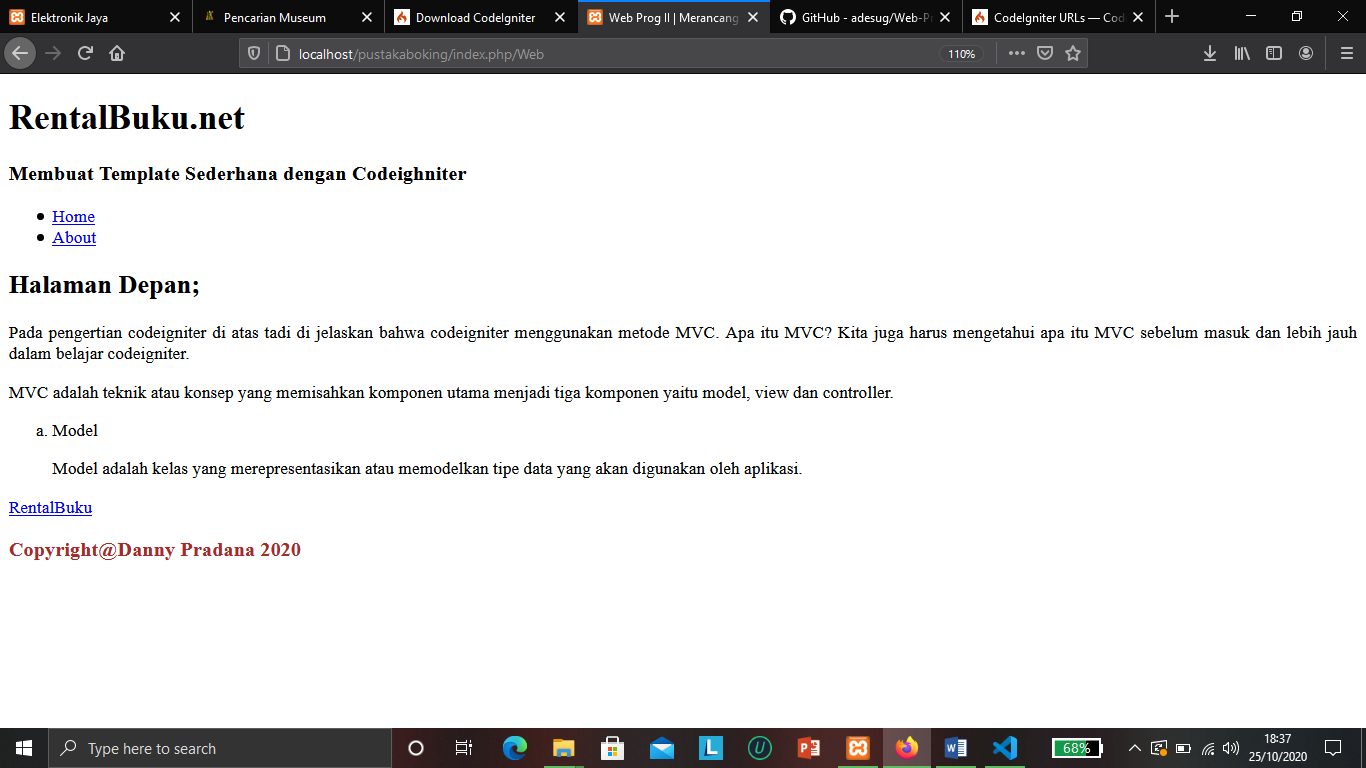 Elektronik Jaya
Pencarian Museum
Download CodeIgniter
Web Prog II | Merancang
GitHub - adesug/Web-Pr
CodeIgniter URLs — Cod
localhost/pustakaboking/index.php/Web
110%
RentalBuku.net
Membuat Template Sederhana dengan Codeighniter
Home
About
Halaman Depan;
Pada pengertian codeigniter di atas tadi di jelaskan bahwa codeigniter menggunakan metode MVC. Apa itu MVC? Kita juga harus mengetahui apa itu MVC sebelum masuk dan lebih jauh
dalam belajar codeigniter.
MVC adalah teknik atau konsep yang memisahkan komponen utama menjadi tiga komponen yaitu model, view dan controller.
a. Model
Model adalah kelas yang merepresentasikan atau memodelkan tipe data yang akan digunakan oleh aplikasi.
RentalBuku
Copyright@Danny Pradana 2020
Type here to search
68%
18:37
25/10/2020